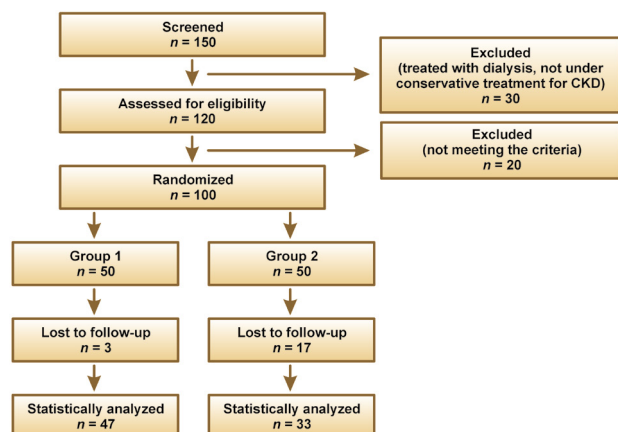 Screened
n = 150
Excluded
(treated with dialysis, not under
conservative treatment for CKD)
n = 30
Assessed for eligibility
n = 120
Excluded
(not meeting the criteria)
n = 20
Randomized
n = 100
Group 1
n = 50
Group 2
n = 50
Lost to follow-up
n = 3
Lost to follow-up
n = 17
Statistically analyzed
n = 47
Statistically analyzed
n = 33